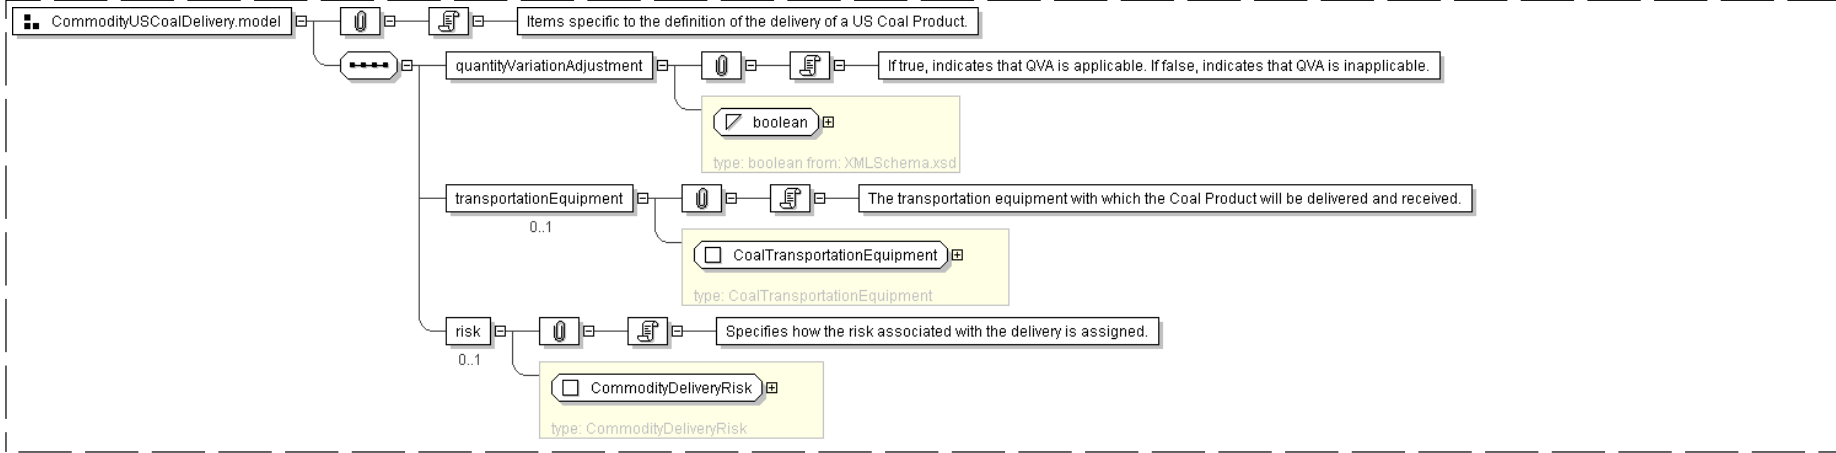 CommodityUSCoalDelivery.model
Items specific to the definition of the delivery of a US Coal Product.
quantityVariationAdjustment
If true, indicates that QVA is applicable. If false, indicates that QVA is inapplicable.
boolean
type: boolean from: XMLSchema.xsd
transportationEquipment
The transportation equipment with which the Coal Product will be delivered and received.
0..1
CoalTransportationEquipment
type: CoalTransportationEquipment
risk
Specifies how the risk associated with the delivery is assigned.
0..1
CommodityDeliveryRisk
type: CommodityDeliveryRisk